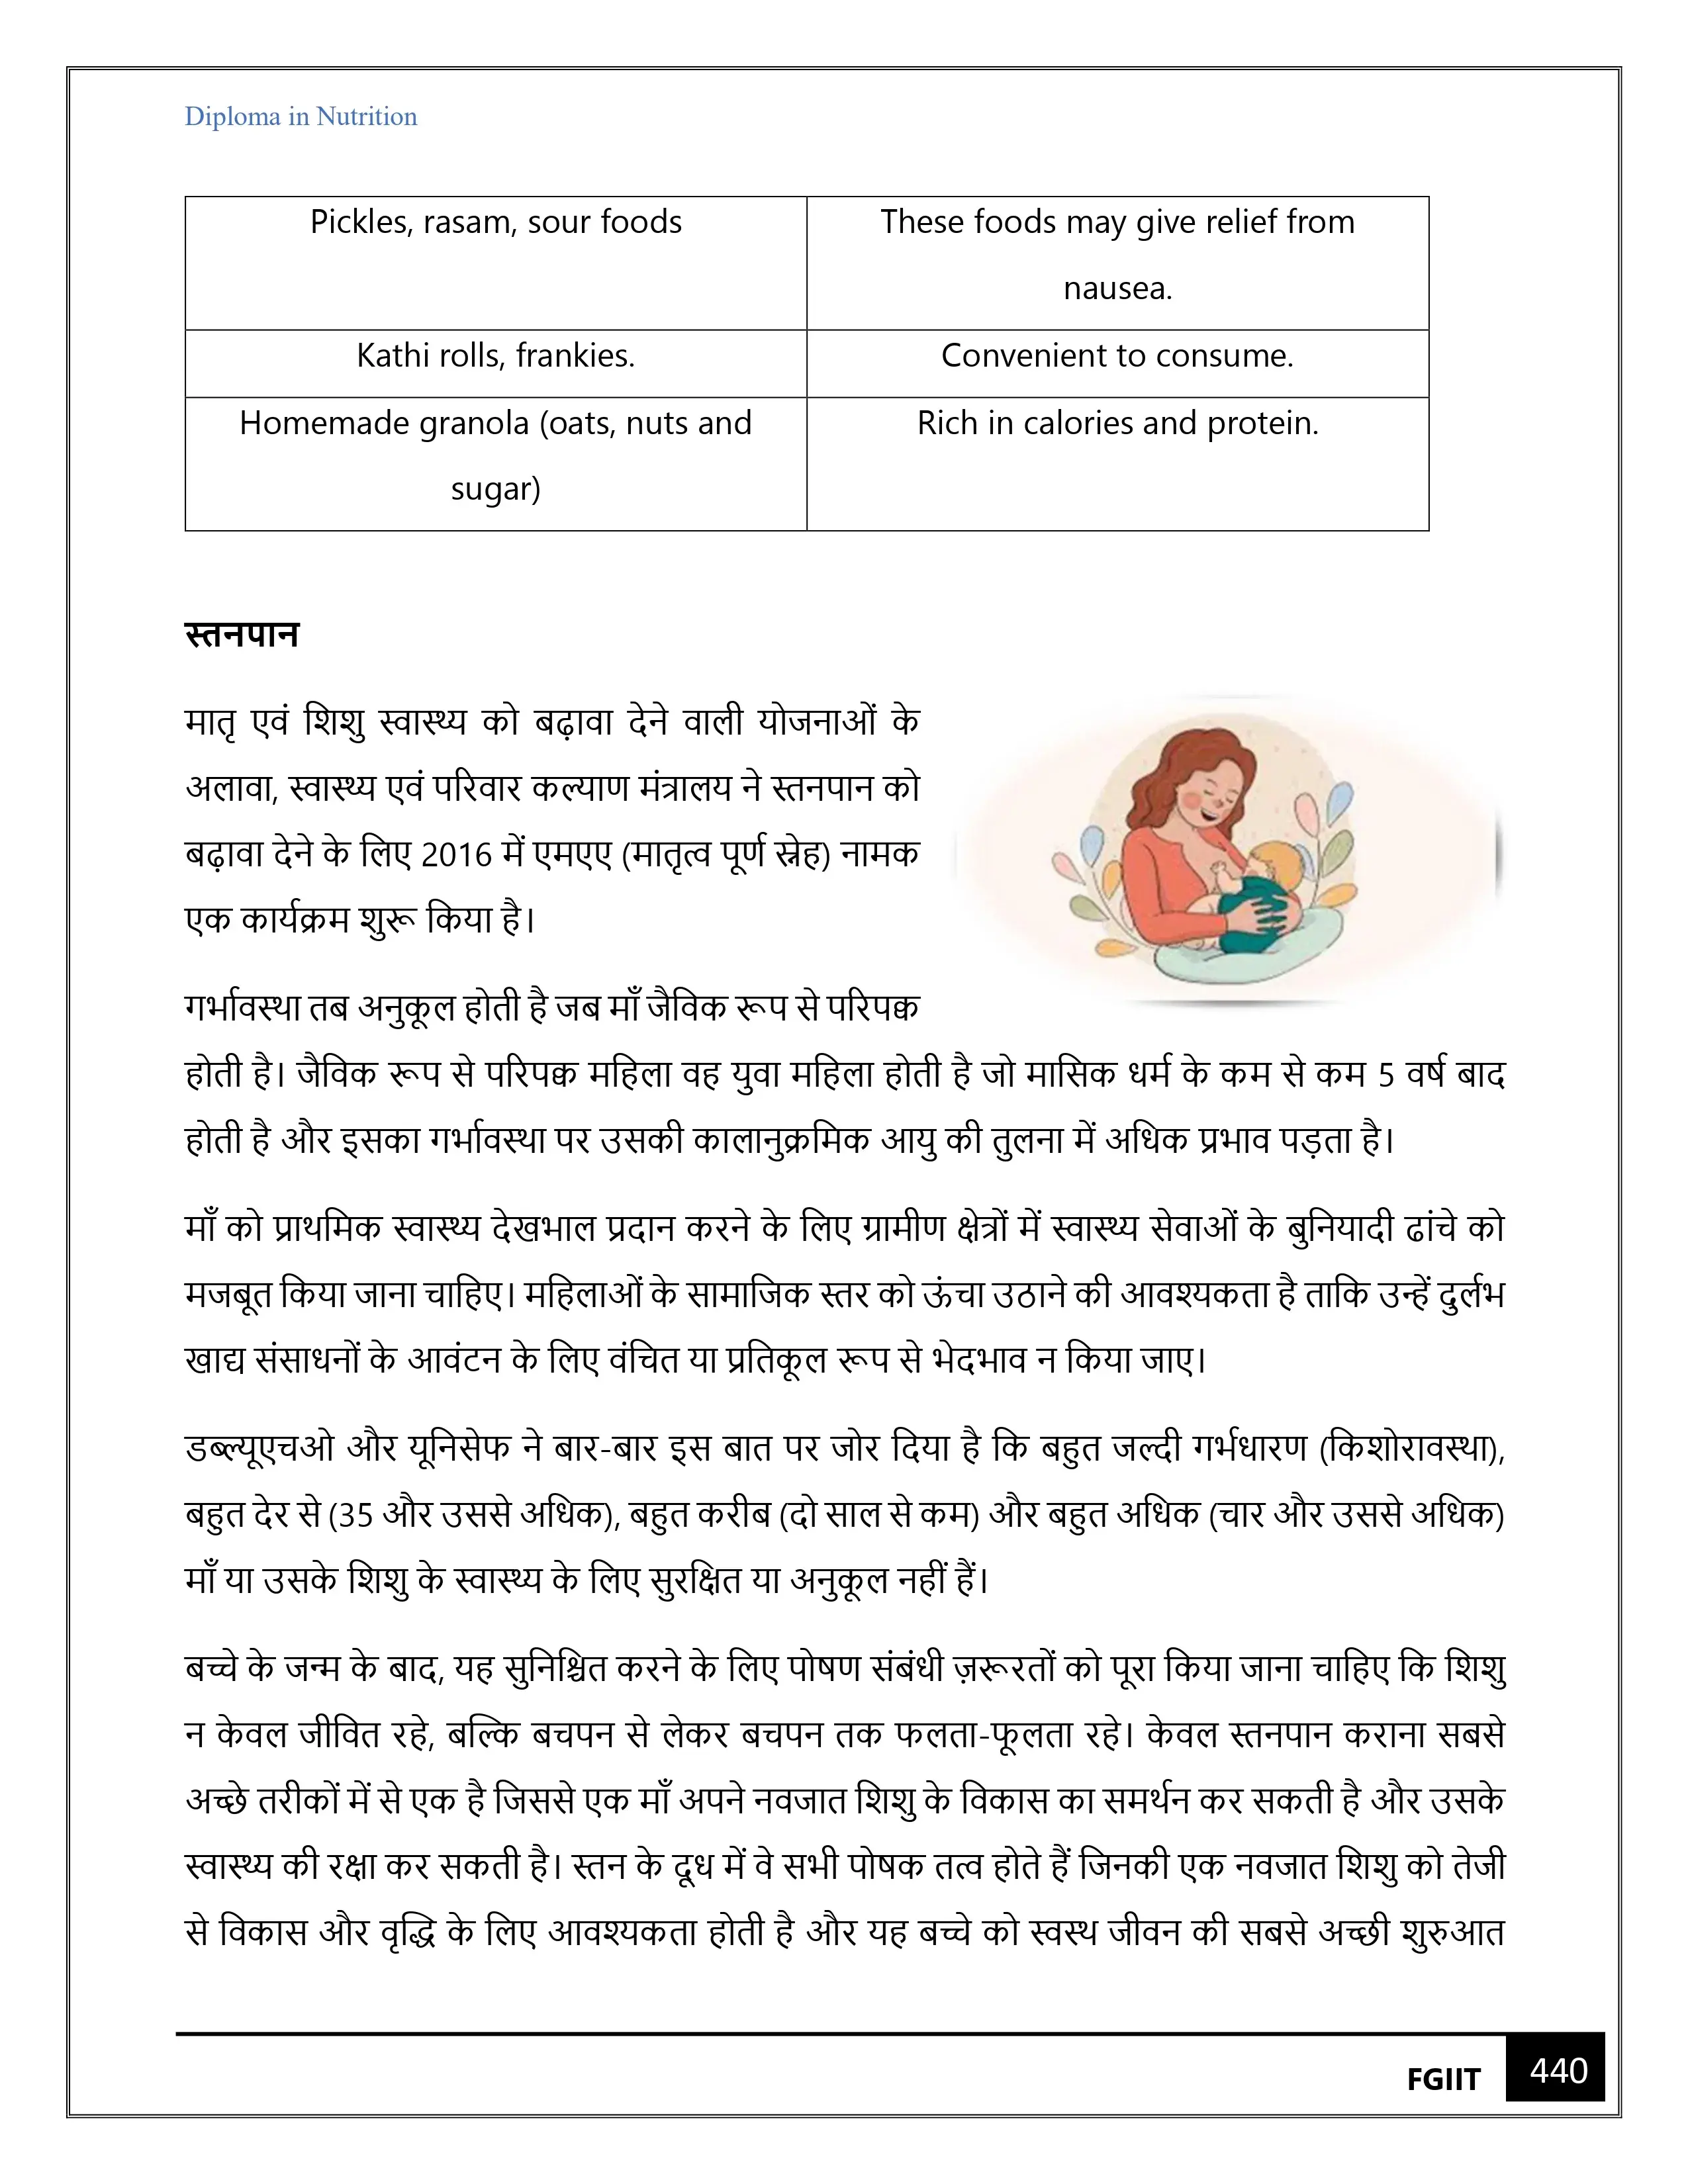 Diploma in Nutrition
Pickles, rasam, sour foods
These foods may give relief from
nausea.
Kathi rolls, frankies.
Convenient to consume.
Homemade granola (oats, nuts and
sugar)
Rich in calories and protein.
स्तनपान
मातृ एवं शिशु स्वास्थ्य को बढ़ावा देने वाली योजनाओं के
अलावा, स्वास्थ्य एवं परिवार कल्याण मंत्रालय ने स्तनपान को
बढ़ावा देने के लिए 2016 में एमएए (मातृत्व पूर्ण स्नेह) नामक
एक कार्यक्रम शुरू किया है।
गर्भावस्था तब अनुकूल होती है जब माँ जैविक रूप से परिपक्व
होती है। जैविक रूप से परिपक्व महिला वह युवा महिला होती है जो मासिक धर्म के कम से कम 5 वर्ष बाद
होती है और इसका गर्भावस्था पर उसकी कालानुक्रमिक आयु की तुलना में अधिक प्रभाव पड़ता है।
माँ को प्राथमिक स्वास्थ्य देखभाल प्रदान करने के लिए ग्रामीण क्षेत्रों में स्वास्थ्य सेवाओं के बुनियादी ढांचे को
मजबूत किया जाना चाहिए। महिलाओं के सामाजिक स्तर को ऊंचा उठाने की आवश्यकता है ताकि उन्हें दुर्लभ
खाद्य संसाधनों के आवंटन के लिए वंचित या प्रतिकूल रूप से भेदभाव न किया जाए।
डब्ल्यूएचओ और यूनिसेफ ने बार-बार इस बात पर जोर दिया है कि बहुत जल्दी गर्भधारण (किशोरावस्था),
बहुत देर से (35 और उससे अधिक), बहुत करीब (दो साल से कम) और बहुत अधिक (चार और उससे अधिक)
माँ या उसके शिशु के स्वास्थ्य के लिए सुरक्षित या अनुकूल नहीं हैं।
बच्चे के जन्म के बाद, यह सुनिश्चित करने के लिए पोषण संबंधी ज़रूरतों को पूरा किया जाना चाहिए कि शिशु
न केवल जीवित रहे, बल्कि बचपन से लेकर बचपन तक फलता-फूलता रहे। केवल स्तनपान कराना सबसे
अच्छे तरीकों में से एक है जिससे एक माँ अपने नवजात शिशु के विकास का समर्थन कर सकती है और उसके
स्वास्थ्य की रक्षा कर सकती है। स्तन के दूध में वे सभी पोषक तत्व होते हैं जिनकी एक नवजात शिशु को तेजी
से विकास और वृद्धि के लिए आवश्यकता होती है और यह बच्चे को स्वस्थ जीवन की सबसे अच्छी शुरुआत
FGIIT 440